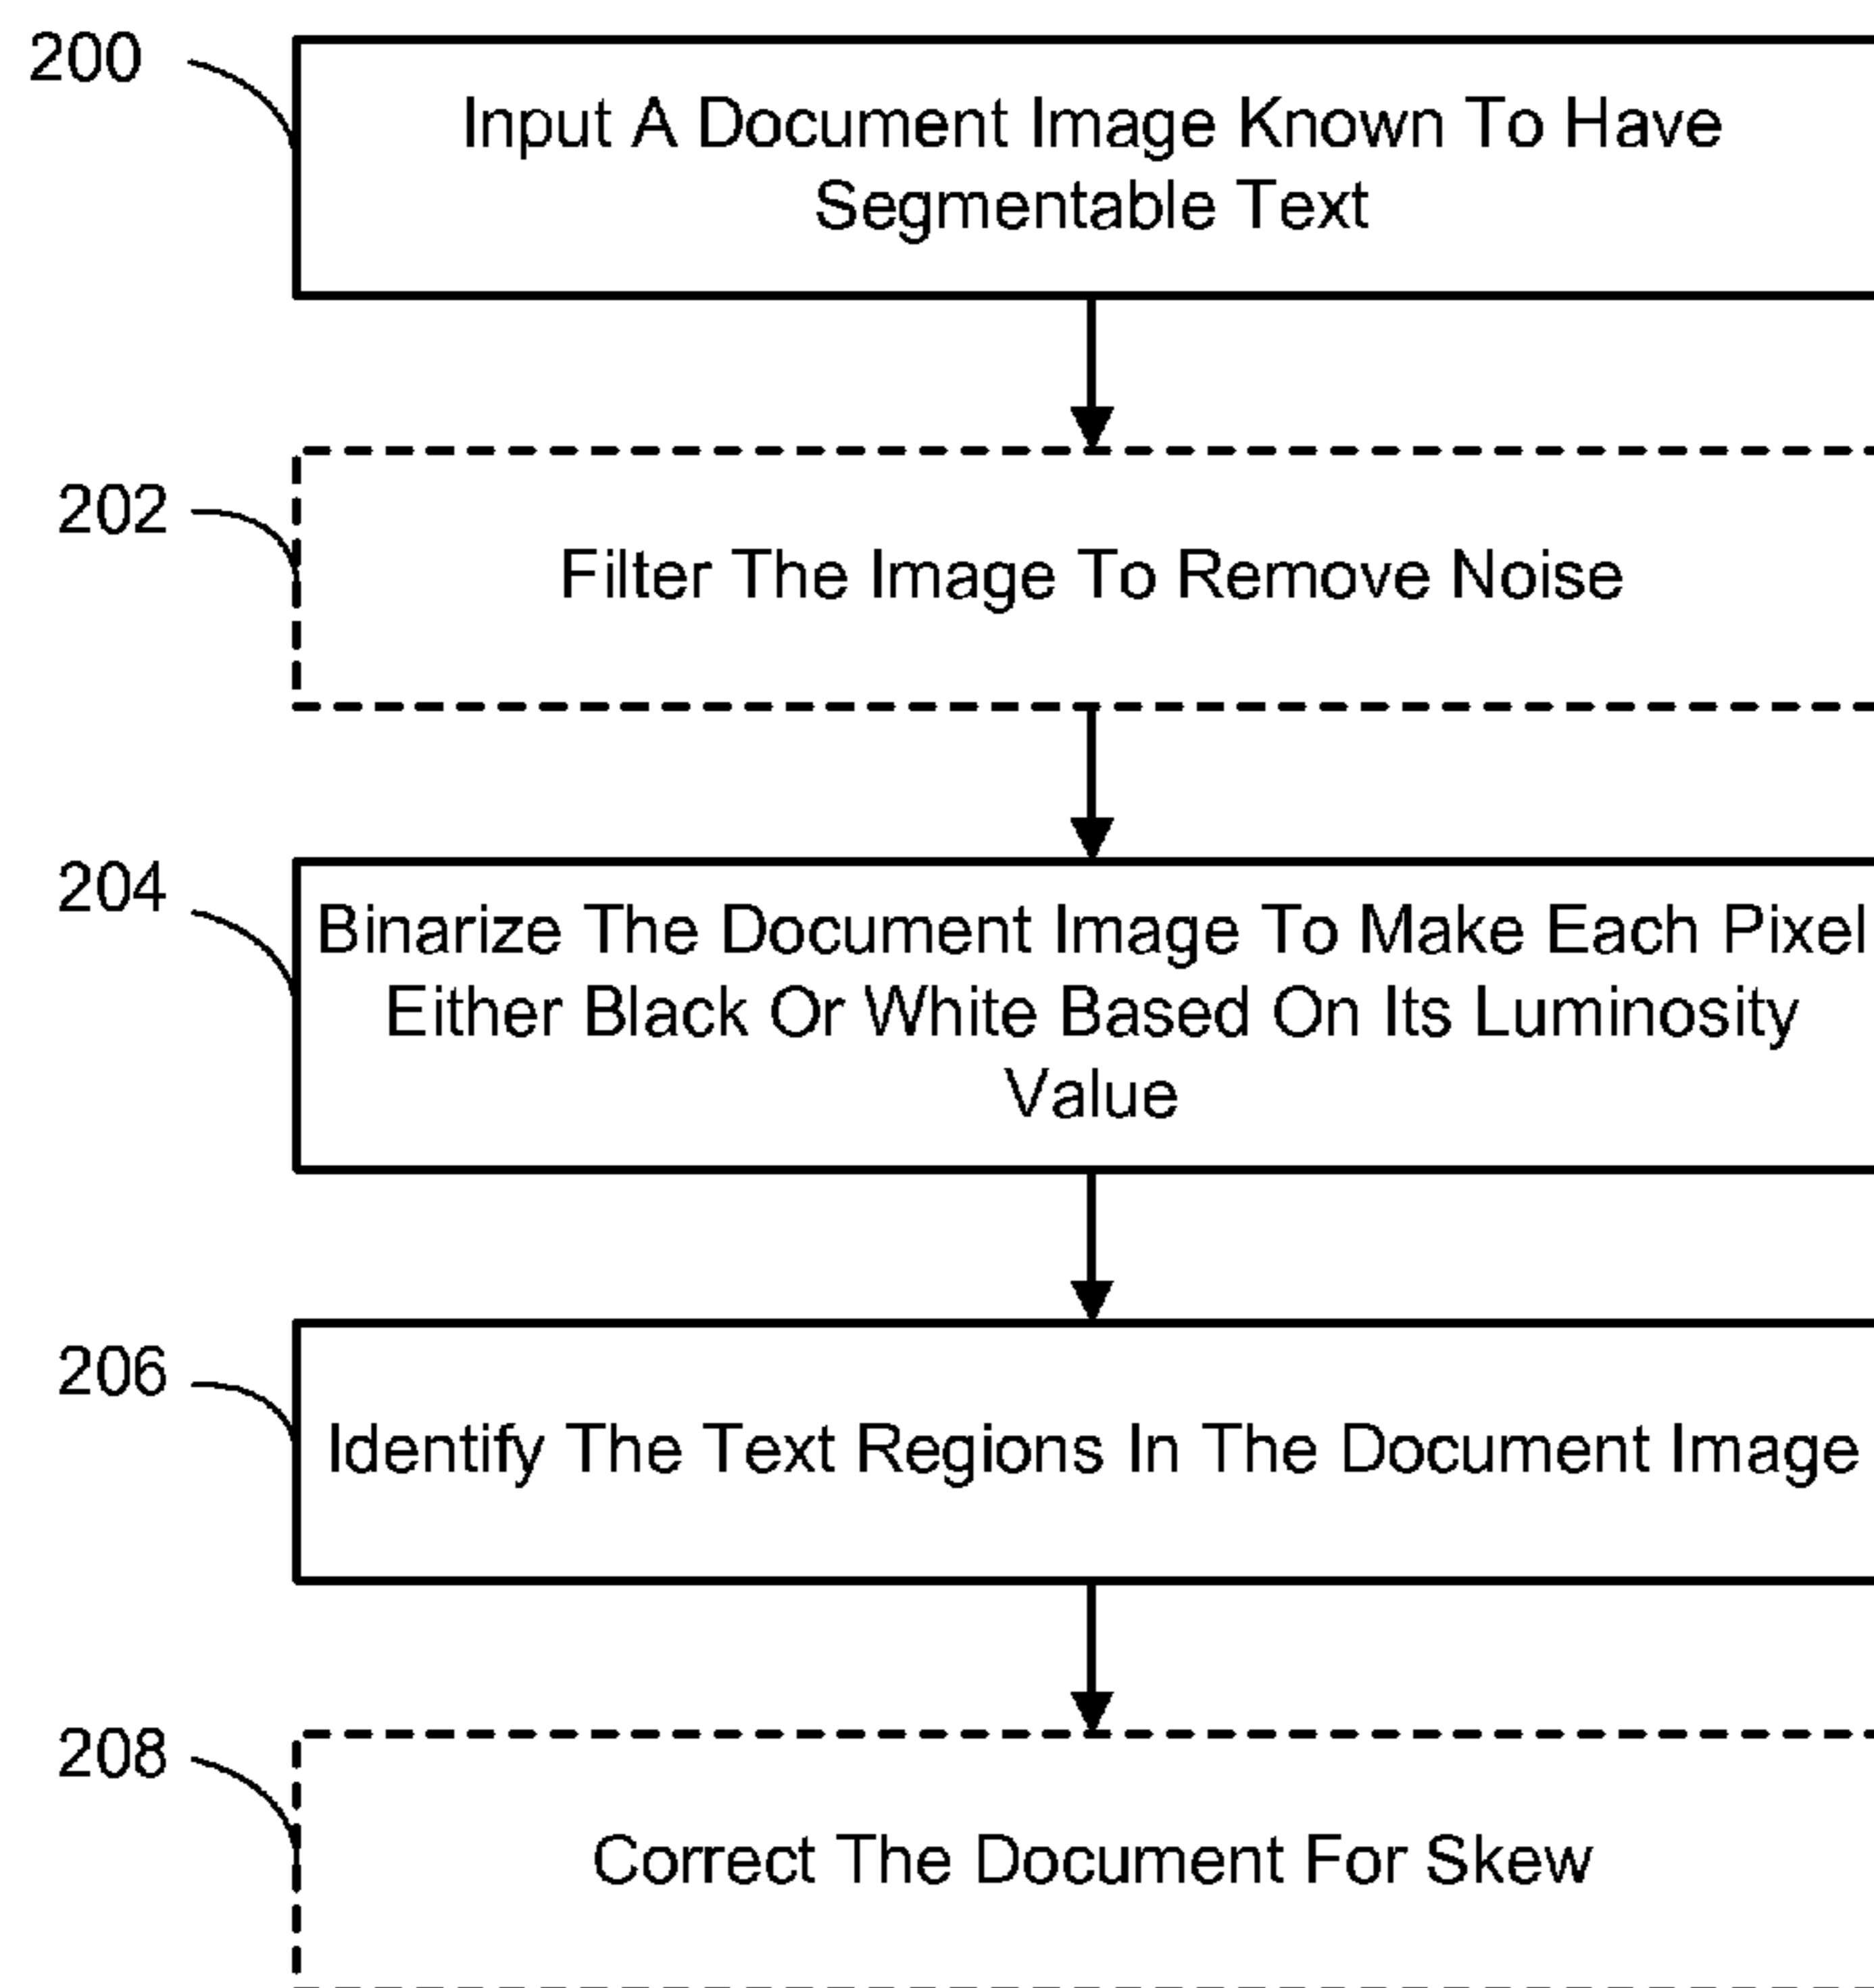 200
Input A Document Image Known To Have
Segmentable Text
202
Filter The Image To Remove Noise
204
Binarize The Document Image To Make Each Pixel
Either Black Or White Based On Its Luminosity
Value
206
Identify The Text Regions In The Document Image
208
Correct The Document For Skew